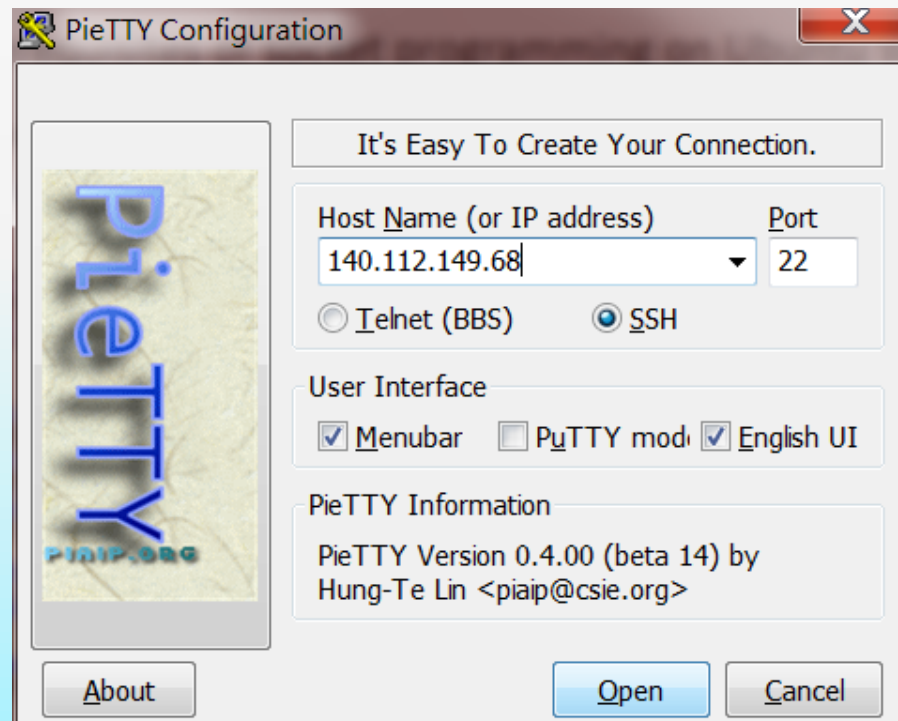 PieTTY Configuration
It's Easy To Create Your Connection.
Host Name (or IP address) Port
140.112.149.68 22
Telnet (BBS) SSH
User Interface
Menubar PuTTY mod English UI
PieTTY Information
PieTTY Version 0.4.00 (beta 14) by
Hung-Te Lin <piaip@csie.org>
PieTTY
PIAIP.ORG
About Open Cancel